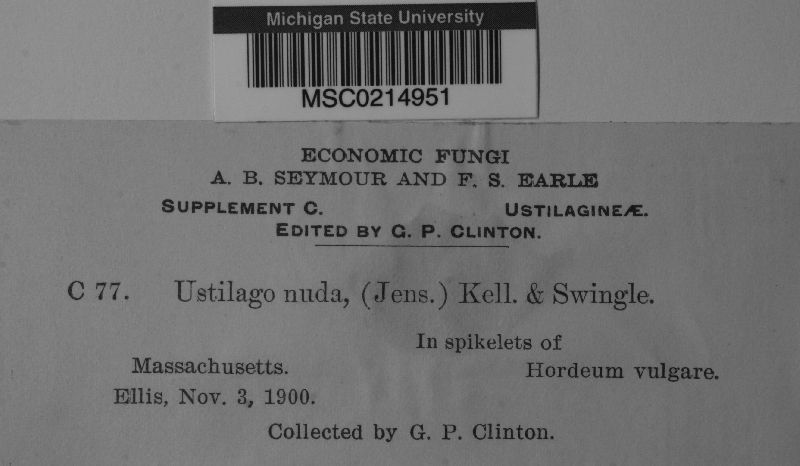 Michigan State University
MSC0214951
ECONOMIC FUNGI
A. B. SEYMOUR AND F. S. EARLE
SUPPLEMENT C. USTILAGINEÆ.
EDITED BY G. P. CLINTON.
C 77. Ustilago nuda, (Jens.) Kell. & Swingle.
In spikelets of
Massachusetts. Hordeum vulgare.
Ellis, Nov. 3, 1900.
Collected by G. P. Clinton.